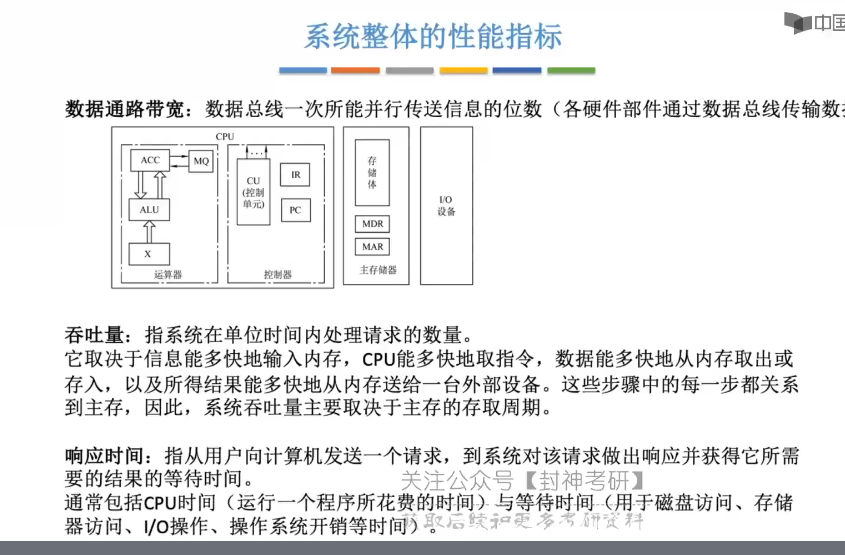 中国
系统整体的性能指标
数据通路带宽：数据总线一次所能并行传送信息的位数（各硬件部件通过数据总线传输数据
CPU
ACC
MQ
ALU
X
运算器
CU
(控制
单元)
IR
PC
控制器
存
储
体
MDR
MAR
主存储器
I/O
设备
吞吐量：指系统在单位时间内处理请求的数量。
它取决于信息能多快地输入内存，CPU能多快地取指令，数据能多快地从内存取出或
存入，以及所得结果能多快地从内存送给一台外部设备。这些步骤中的每一步都关系
到主存，因此，系统吞吐量主要取决于主存的存取周期。
响应时间：指从用户向计算机发送一个请求，到系统对该请求做出响应并获得它所需
要的结果的等待时间。
关注公众号【封神考研】
通常包括CPU时间（运行一个程序所花费的时间）与等待时间（用于磁盘访问、存储
器访问、I/O操作、操作系统开销等时间）。
获取后续和更多考研资料